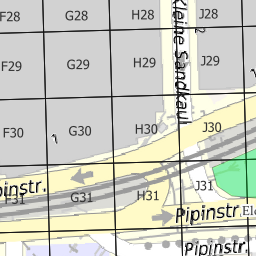 F28 G28 H28 J28
Kleine Sandkaul
F29 G29 H29 J29
F30 G30 H30 J30
F31 G31 H31 J31
Pipinstr.
Pipinstr.